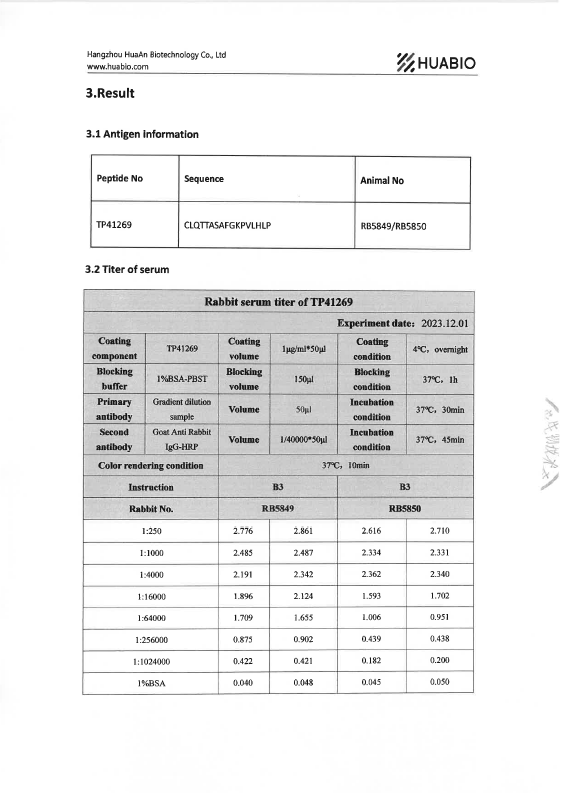 Hangzhou HuaAn Biotechnology Co., Ltd
www.huabio.com
HUABIO
3.Result
3.1 Antigen information
Peptide No Sequence Animal No
TP41269 CLQTTASAFGKPVLHLP RB5849/RB5850
3.2 Titer of serum
Rabbit serum titer of TP41269
Experiment date： 2023.12.01
Coating component TP41269 Coating volume 1μg/ml*50μl Coating condition 4℃，overnight
Blocking buffer 1%BSA-PBST Blocking volume 150μl Blocking condition 37℃，1h
Primary antibody Gradient dilution sample Volume 50μl Incubation condition 37℃，30min
Second antibody Goat Anti Rabbit IgG-HRP Volume 1/40000*50μl Incubation condition 37℃，45min
Color rendering condition 37℃，10min
Instruction B3 B3
Rabbit No. RB5849 RB5850
1:250 2.776 2.861 2.616 2.710
1:1000 2.485 2.487 2.334 2.331
1:4000 2.191 2.342 2.362 2.340
1:16000 1.896 2.124 1.593 1.702
1:64000 1.709 1.655 1.006 0.951
1:256000 0.875 0.902 0.439 0.438
1:1024000 0.422 0.421 0.182 0.200
1%BSA 0.040 0.048 0.045 0.050